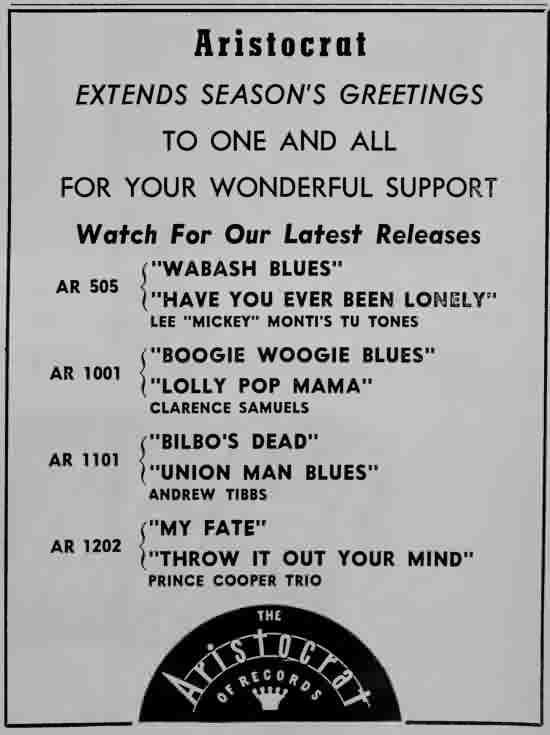 Aristocrat
EXTENDS SEASON'S GREETINGS
TO ONE AND ALL
FOR YOUR WONDERFUL SUPPORT
Watch For Our Latest Releases
AR 505
"WABASH BLUES"
"HAVE YOU EVER BEEN LONELY"
LEE "MICKEY" MONTI'S TU TONES
AR 1001
"BOOGIE WOOGIE BLUES"
"LOLLY POP MAMA"
CLARENCE SAMUELS
AR 1101
"BILBO'S DEAD"
"UNION MAN BLUES"
ANDREW TIBBS
AR 1202
"MY FATE"
"THROW IT OUT YOUR MIND"
PRINCE COOPER TRIO
THE
Aristocrat
OF RECORDS